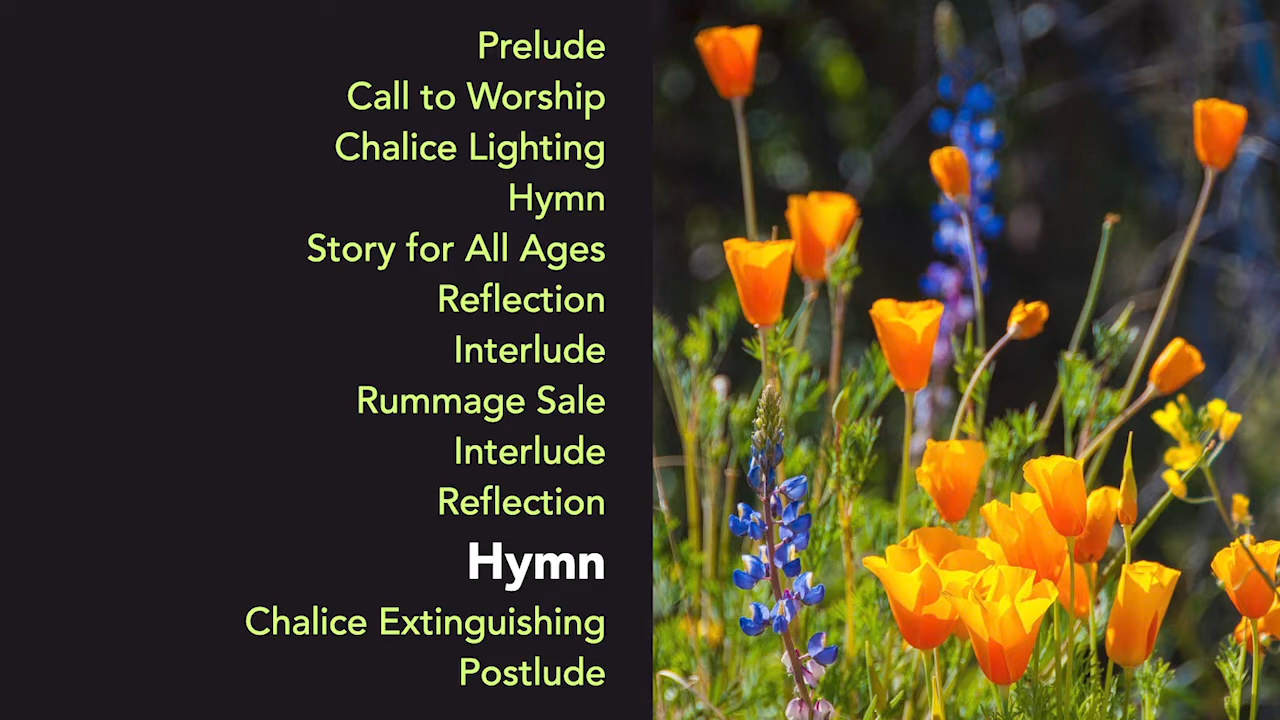 Prelude
Call to Worship
Chalice Lighting
Hymn
Story for All Ages
Reflection
Interlude
Rummage Sale
Interlude
Reflection
Hymn
Chalice Extinguishing
Postlude